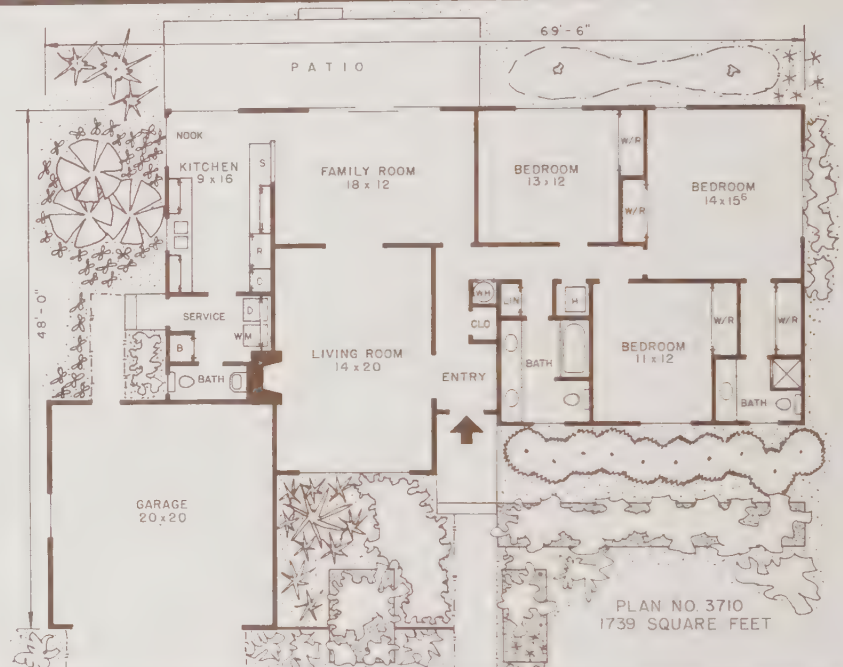 69'-6"
PATIO
NOOK
KITCHEN
9 x 16
S
R
C
FAMILY ROOM
18 x 12
BEDROOM
13 x 12
W/R
W/R
BEDROOM
14 x 15⁶
48'-0"
SERVICE
D
WM
B
BATH
LIVING ROOM
14 x 20
WH
CLO
ENTRY
LIN
H
BATH
BEDROOM
11 x 12
W/R
W/R
BATH
GARAGE
20 x 20
PLAN NO. 3710
1739 SQUARE FEET